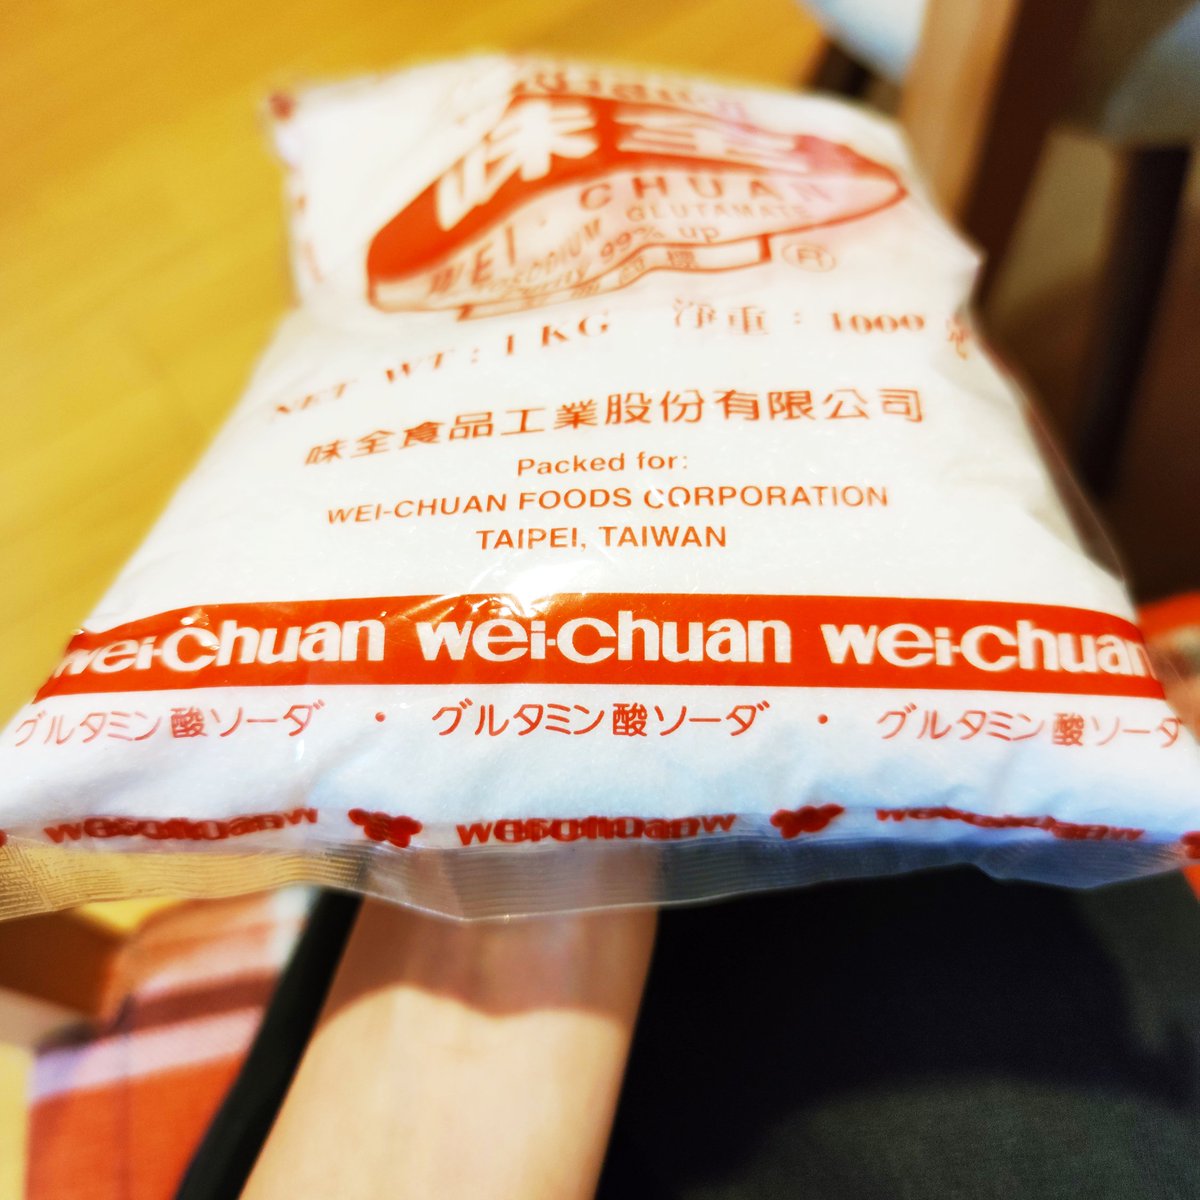 味全
WEI-CHUAN
MONOSODIUM GLUTAMATE
99% up
NET WT: 1 KG 淨重：1000
味全食品工業股份有限公司
Packed for:
WEI-CHUAN FOODS CORPORATION
TAIPEI, TAIWAN
wei-chuan wei-chuan wei-chuan
グルタミン酸ソーダ・グルタミン酸ソーダ・グルタミン酸ソーダ